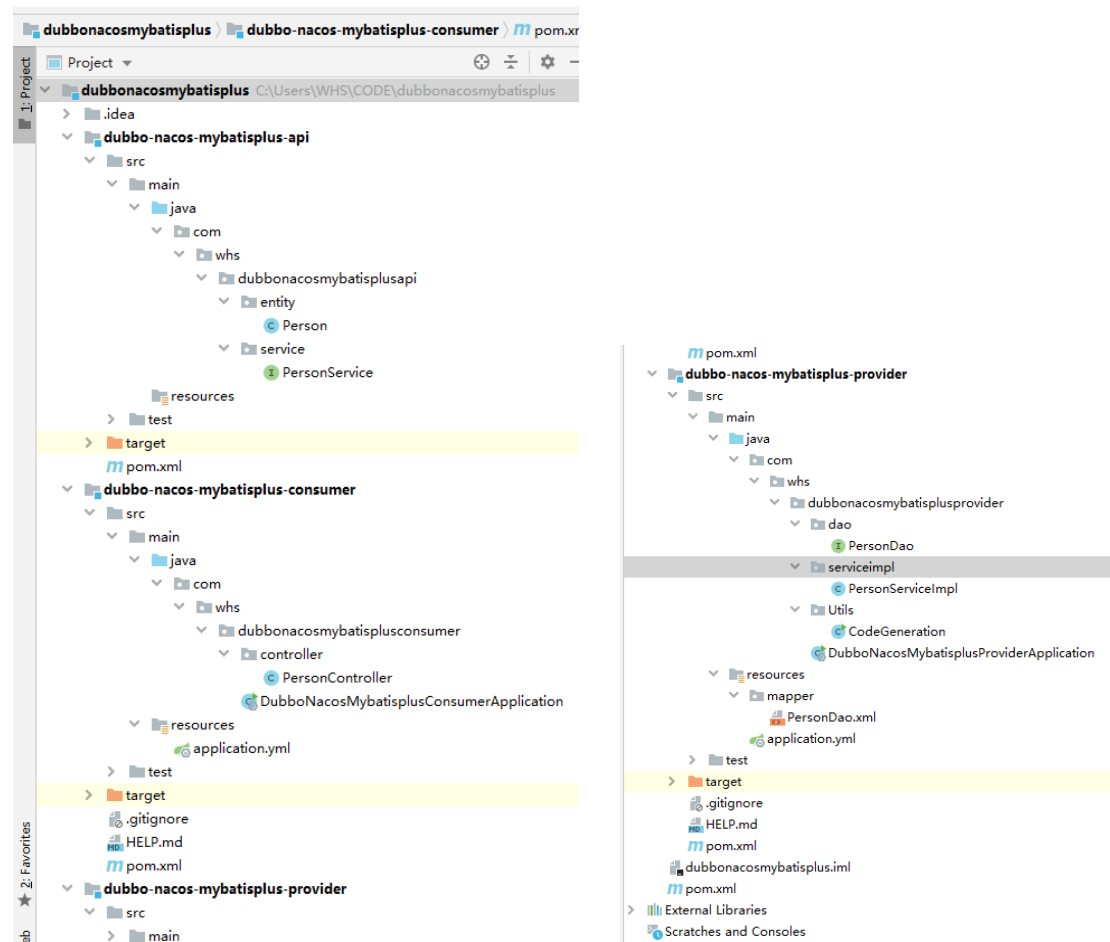 dubbonacosmybatisplus dubbo-nacos-mybatisplus-consumer m pom.xr
Project
1: Project
dubbonacosmybatisplus C:\Users\WHS\CODE\dubbonacosmybatisplus
.idea
dubbo-nacos-mybatisplus-api
src
main
java
com
whs
dubbonacosmybatisplusapi
entity
C Person
service
I PersonService
resources
test
target
m pom.xml
dubbo-nacos-mybatisplus-consumer
src
main
java
com
whs
dubbonacosmybatisplusconsumer
controller
C PersonController
C DubboNacosMybatisplusConsumerApplication
resources
application.yml
test
target
.gitignore
MD HELP.md
m pom.xml
dubbo-nacos-mybatisplus-provider
src
main
2: Favorites
eb
m pom.xml
dubbo-nacos-mybatisplus-provider
src
main
java
com
whs
dubbonacosmybatisplusprovider
dao
I PersonDao
serviceimpl
C PersonServiceImpl
Utils
C CodeGeneration
DubboNacosMybatisplusProviderApplication
resources
mapper
PersonDao.xml
application.yml
test
target
.gitignore
MD HELP.md
m pom.xml
dubbonacosmybatisplus.iml
m pom.xml
External Libraries
Scratches and Consoles